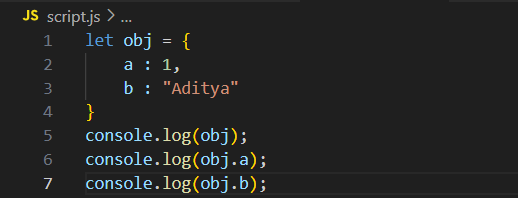 JS script.js > ...
1 let obj = {
2 a : 1,
3 b : "Aditya"
4 }
5 console.log(obj);
6 console.log(obj.a);
7 console.log(obj.b);